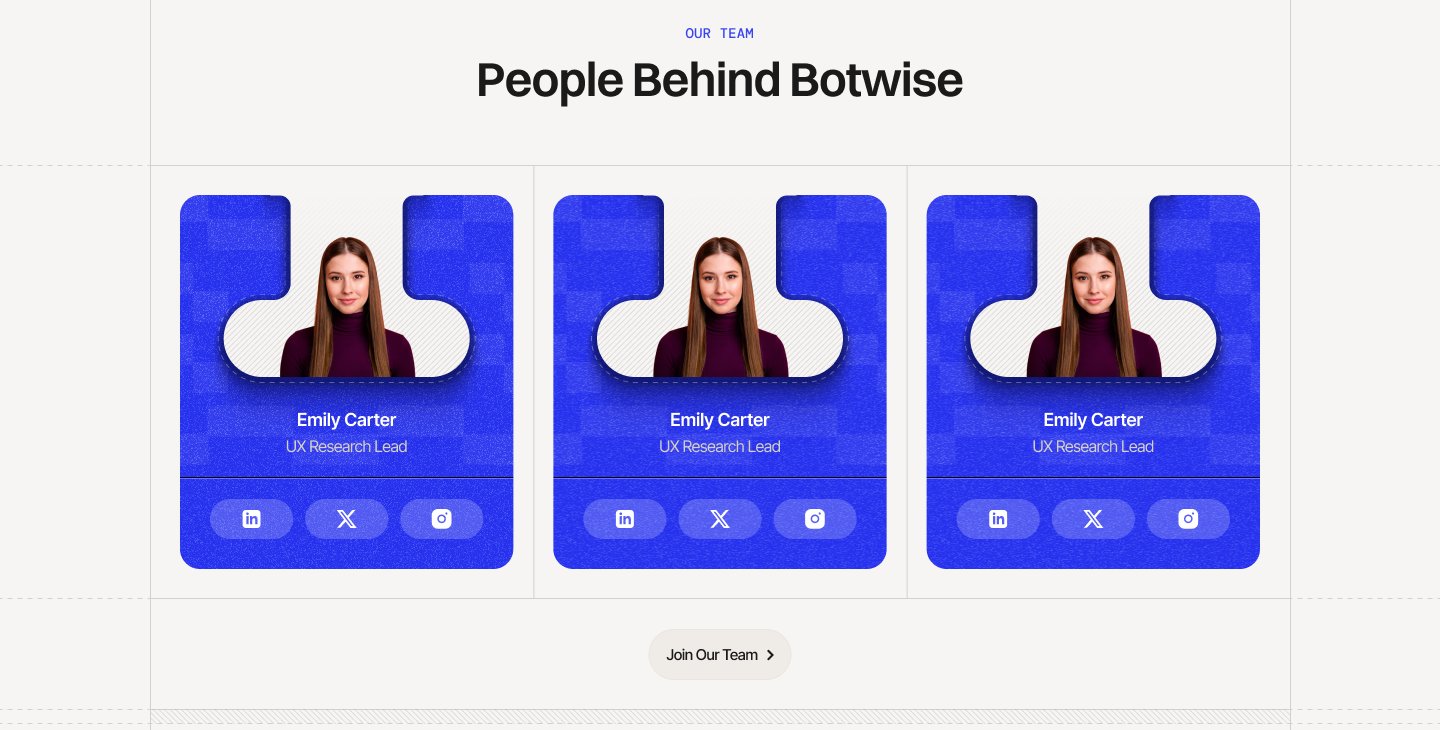 OUR TEAM
People Behind Botwise
Emily Carter
UX Research Lead
Emily Carter
UX Research Lead
Emily Carter
UX Research Lead
Join Our Team